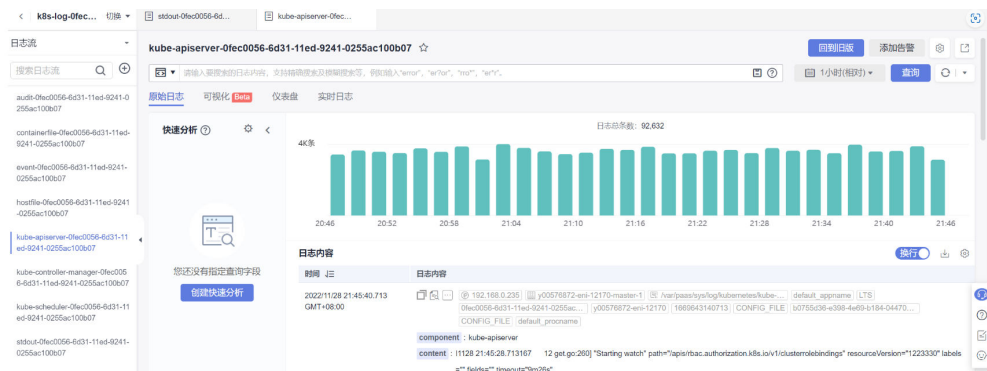 k8s-log-0fec... 切换
stdout-0fec0056-6d...
kube-apiserver-0fec...
日志流
搜索日志流
audit-0fec0056-6d31-11ed-9241-0
255ac100b07
containerfile-0fec0056-6d31-11ed-
9241-0255ac100b07
event-0fec0056-6d31-11ed-9241-
0255ac100b07
hostfile-0fec0056-6d31-11ed-9241
-0255ac100b07
kube-apiserver-0fec0056-6d31-11
ed-9241-0255ac100b07
kube-controller-manager-0fec005
6-6d31-11ed-9241-0255ac100b07
kube-scheduler-0fec0056-6d31-11
ed-9241-0255ac100b07
stdout-0fec0056-6d31-11ed-9241-
0255ac100b07
kube-apiserver-0fec0056-6d31-11ed-9241-0255ac100b07
回到旧版 添加告警
请输入要搜索的日志内容，支持精确搜索及模糊搜索等，例如输入"error", "er?or", "rro*", "er*r"。
1小时(相对) 查询
原始日志 可视化 Beta 仪表盘 实时日志
快速分析
您还没有指定查询字段
创建快速分析
日志总条数：92,632
4K条
20:46 20:52 20:58 21:04 21:10 21:16 21:22 21:28 21:34 21:40 21:46
日志内容 换行
时间 日志内容
2022/11/28 21:45:40.713
GMT+08:00
192.168.0.235 y00576872-eni-12170-master-1 /var/paas/sys/log/kubernetes/kube-... default_appname LTS
0fec0056-6d31-11ed-9241-0255ac... y00576872-eni-12170 1669643140713 CONFIG_FILE b0755d36-e398-4e69-b184-04470...
CONFIG_FILE default_procname
component : kube-apiserver
content : I1128 21:45:28.713167 12 get.go:260] "Starting watch" path="/apis/rbac.authorization.k8s.io/v1/clusterrolebindings" resourceVersion="1223330" labels
="" fields="" timeout="9m26s"